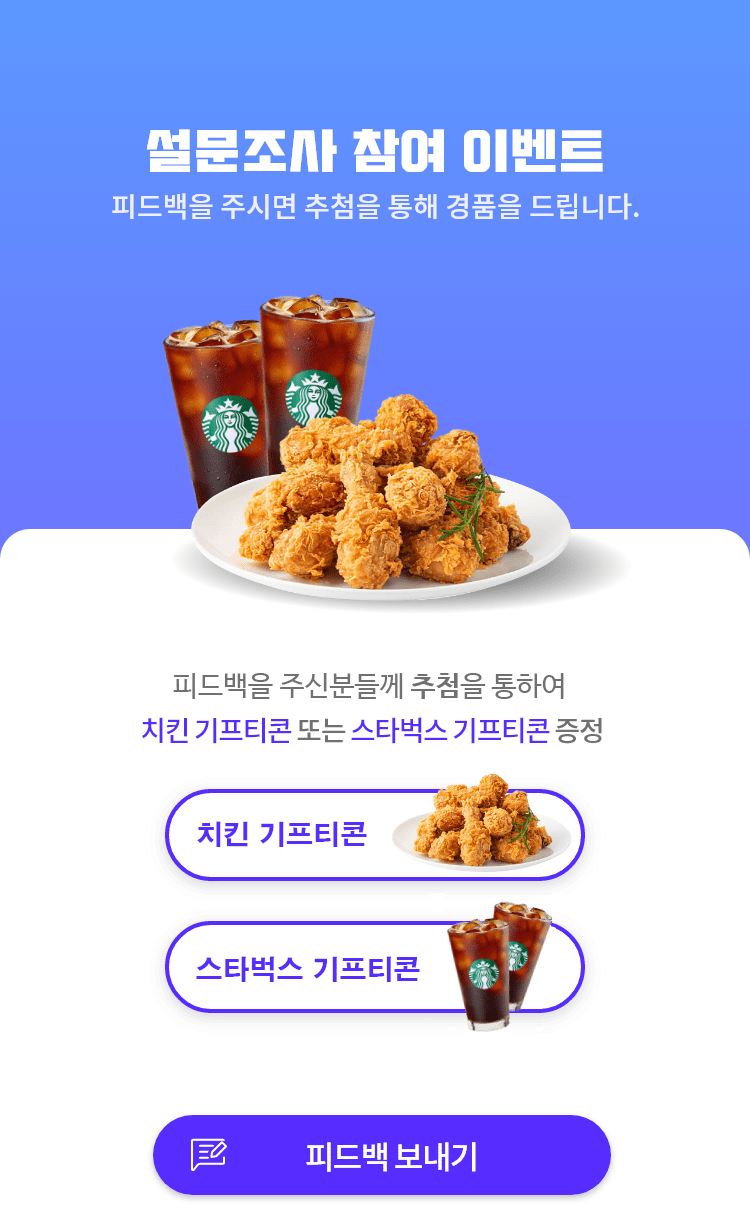 설문조사 참여 이벤트
피드백을 주시면 추첨을 통해 경품을 드립니다.
피드백을 주신분들께 추첨을 통하여
치킨 기프티콘 또는 스타벅스 기프티콘 증정
치킨 기프티콘
스타벅스 기프티콘
피드백 보내기